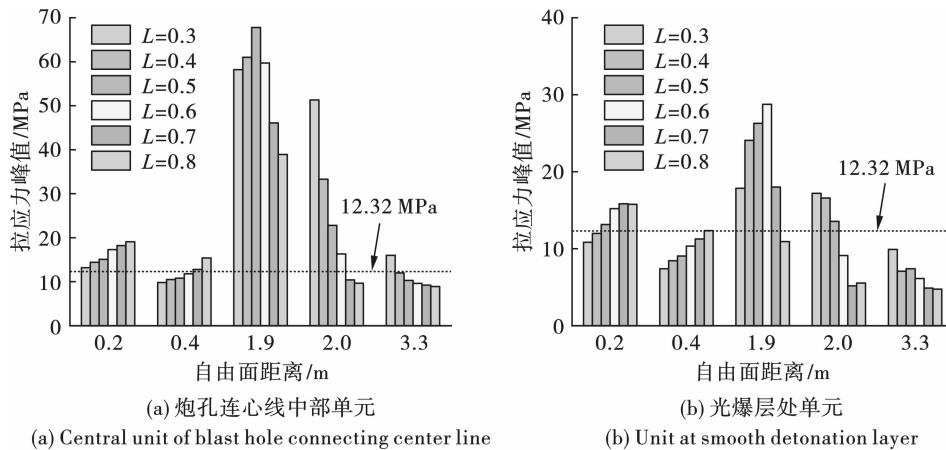 拉应力峰值/MPa
70
60
50
40
30
20
10
0
L=0.3
L=0.4
L=0.5
L=0.6
L=0.7
L=0.8
12.32 MPa
0.2 0.4 1.9 2.0 3.3
自由面距离/m
(a) 炮孔连心线中部单元
(a) Central unit of blast hole connecting center line
拉应力峰值/MPa
40
30
20
10
0
L=0.3
L=0.4
L=0.5
L=0.6
L=0.7
L=0.8
12.32 MPa
0.2 0.4 1.9 2.0 3.3
自由面距离/m
(b) 光爆层处单元
(b) Unit at smooth detonation layer